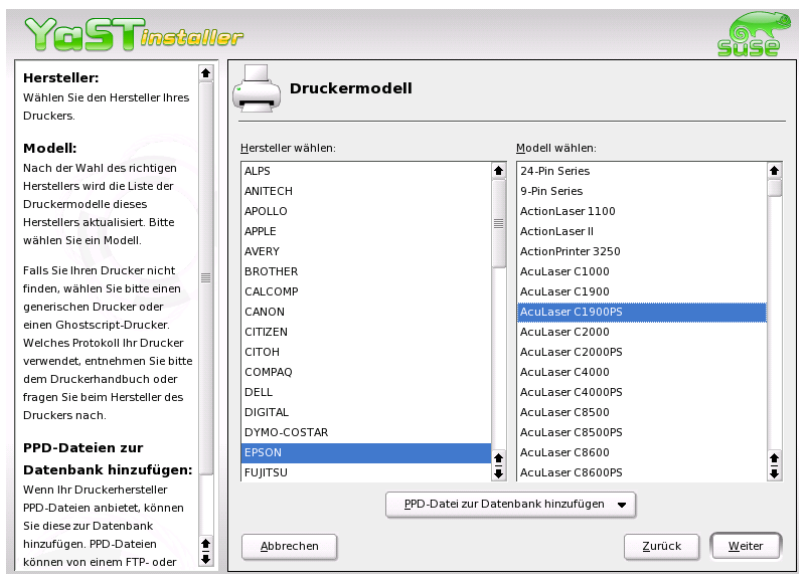 YaST installer
suse
Hersteller:
Wählen Sie den Hersteller Ihres
Druckers.
Modell:
Nach der Wahl des richtigen
Herstellers wird die Liste der
Druckermodelle dieses
Herstellers aktualisiert. Bitte
wählen Sie ein Modell.
Falls Sie Ihren Drucker nicht
finden, wählen Sie bitte einen
generischen Drucker oder
einen Ghostscript-Drucker.
Welches Protokoll Ihr Drucker
verwendet, entnehmen Sie bitte
dem Druckerhandbuch oder
fragen Sie beim Hersteller des
Druckers nach.
PPD-Dateien zur
Datenbank hinzufügen:
Wenn Ihr Druckerhersteller
PPD-Dateien anbietet, können
Sie diese zur Datenbank
hinzufügen. PPD-Dateien
können von einem FTP- oder
Druckermodell
Hersteller wählen:
ALPS
ANITECH
APOLLO
APPLE
AVERY
BROTHER
CALCOMP
CANON
CITIZEN
CITOH
COMPAQ
DELL
DIGITAL
DYMO-COSTAR
EPSON
FUJITSU
Modell wählen:
24-Pin Series
9-Pin Series
ActionLaser 1100
ActionLaser II
ActionPrinter 3250
AcuLaser C1000
AcuLaser C1900
AcuLaser C1900PS
AcuLaser C2000
AcuLaser C2000PS
AcuLaser C4000
AcuLaser C4000PS
AcuLaser C8500
AcuLaser C8500PS
AcuLaser C8600
AcuLaser C8600PS
PPD-Datei zur Datenbank hinzufügen
Abbrechen
Zurück
Weiter